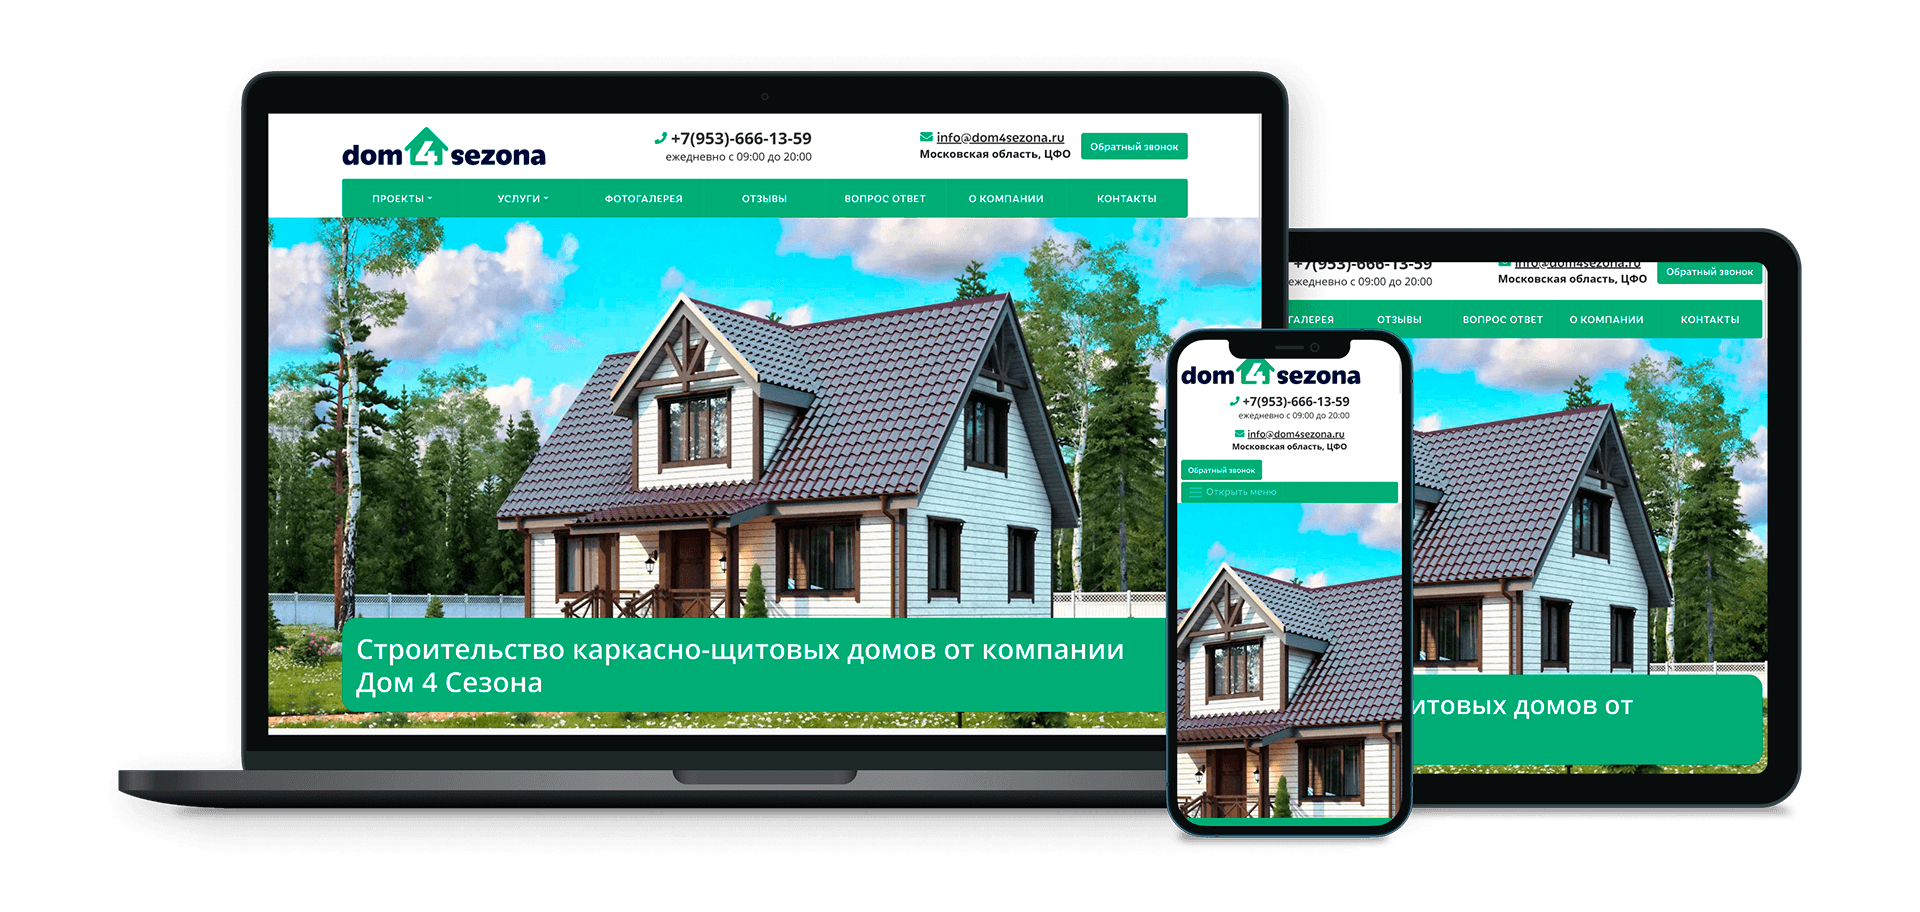 dom 4 sezona
+7(953)-666-13-59
ежедневно с 09:00 до 20:00
info@dom4sezona.ru
Московская область, ЦФО
Обратный звонок
ПРОЕКТЫ УСЛУГИ ФОТОГАЛЕРЕЯ ОТЗЫВЫ ВОПРОС ОТВЕТ О КОМПАНИИ КОНТАКТЫ
Строительство каркасно-щитовых домов от компании
Дом 4 Сезона
+7(953)-666-13-59
ежедневно с 09:00 до 20:00
info@dom4sezona.ru
Московская область, ЦФО
Обратный звонок
ГАЛЕРЕЯ ОТЗЫВЫ ВОПРОС ОТВЕТ О КОМПАНИИ КОНТАКТЫ
итовых домов от
dom 4 sezona
+7(953)-666-13-59
ежедневно с 09:00 до 20:00
info@dom4sezona.ru
Московская область, ЦФО
Обратный звонок
Открыть меню